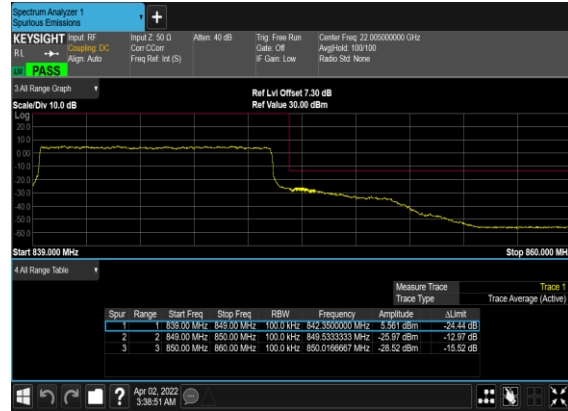 Spectrum Analyzer 1
Spurious Emissions
+
KEYSIGHT Input: RF Input Z: 50 Ω Atten: 40 dB Trig: Free Run Center Freq: 22.005000000 GHz
RL Coupling: DC Corr CCorr Gate: Off Avg|Hold: 100/100
Align: Auto Freq Ref: Int (S) IF Gain: Low Radio Std: None
PASS
3 All Range Graph
Ref Lvl Offset 7.30 dB
Scale/Div 10.0 dB Ref Value 30.00 dBm
Log
20.0
10.0
0.00
-10.0
-20.0
-30.0
-40.0
-50.0
-60.0
Start 839.000 MHz Stop 860.000 MH
4 All Range Table
Measure Trace Trace 1
Trace Type Trace Average (Active)
Spur Range Start Freq Stop Freq RBW Frequency Amplitude ΔLimit
1 1 839.00 MHz 849.00 MHz 100.0 kHz 842.3500000 MHz 5.561 dBm -24.44 dB
2 2 849.00 MHz 850.00 MHz 100.0 kHz 849.5333333 MHz -25.97 dBm -12.97 dB
3 3 850.00 MHz 860.00 MHz 100.0 kHz 850.0166667 MHz -28.52 dBm -15.52 dB
? Apr 02, 2022
3:38:51 AM